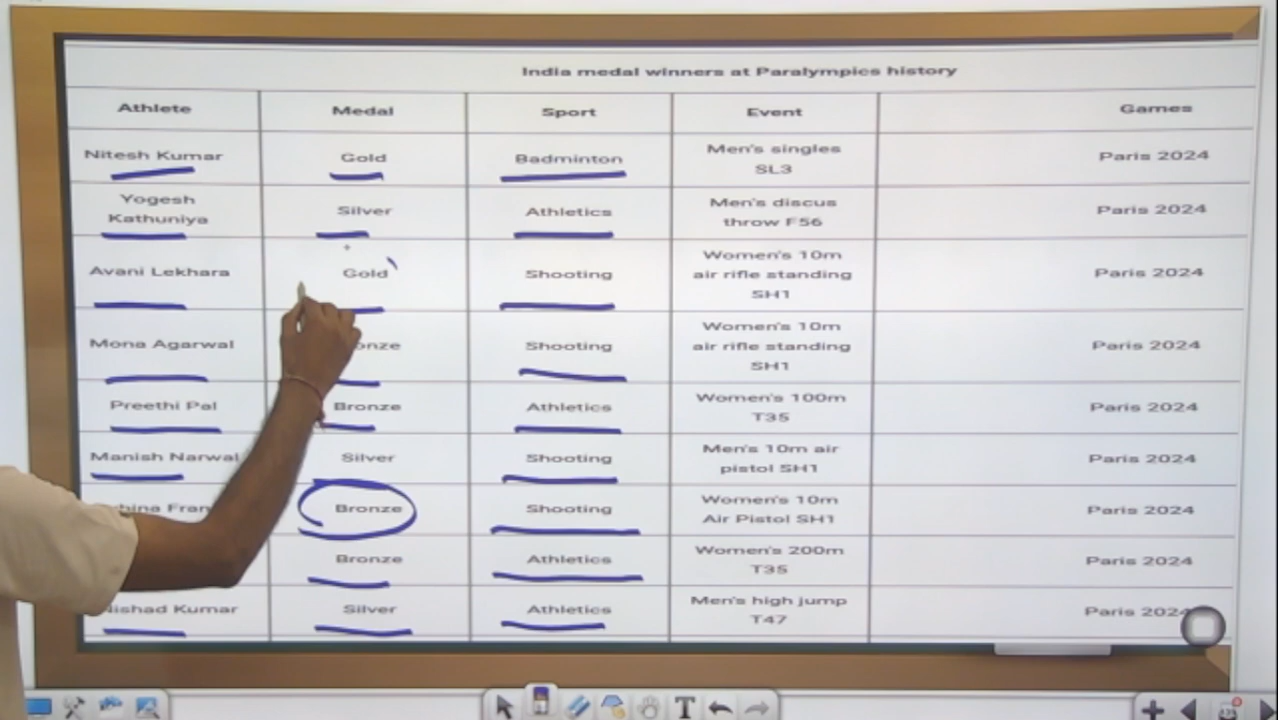 India medal winners at Paralympics history
Athlete Medal Sport Event Games
Nitesh Kumar Gold Badminton Men's singles Paris 2024
SL3
Yogesh Silver Athletics Men's discus Paris 2024
Kathuniya throw F56
Avani Lekhara Gold Shooting Women's 10m Paris 2024
air rifle standing
SH1
Mona Agarwal Shooting Women's 10m Paris 2024
air rifle standing
SH1
Preethi Pal Bronze Athletics Women's 100m Paris 2024
T35
Manish Narwal Silver Shooting Men's 10m air Paris 2024
pistol SH1
Bronze Shooting Women's 10m Paris 2024
Air Pistol SH1
Bronze Athletics Women's 200m Paris 2024
T35
Nishad Kumar Silver Athletics Men's high jump Paris 2024
T47
T